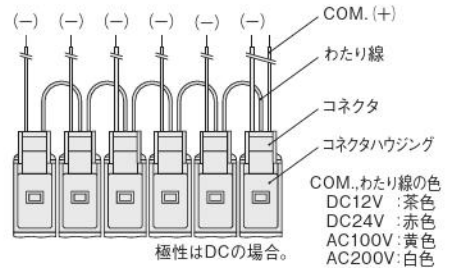 (−) (−) (−) (−) (−) (−)
COM.(+)
わたり線
コネクタ
コネクタハウジング
COM.,わたり線の色
DC12V :茶色
DC24V :赤色
AC100V:黄色
AC200V:白色
極性はDCの場合。